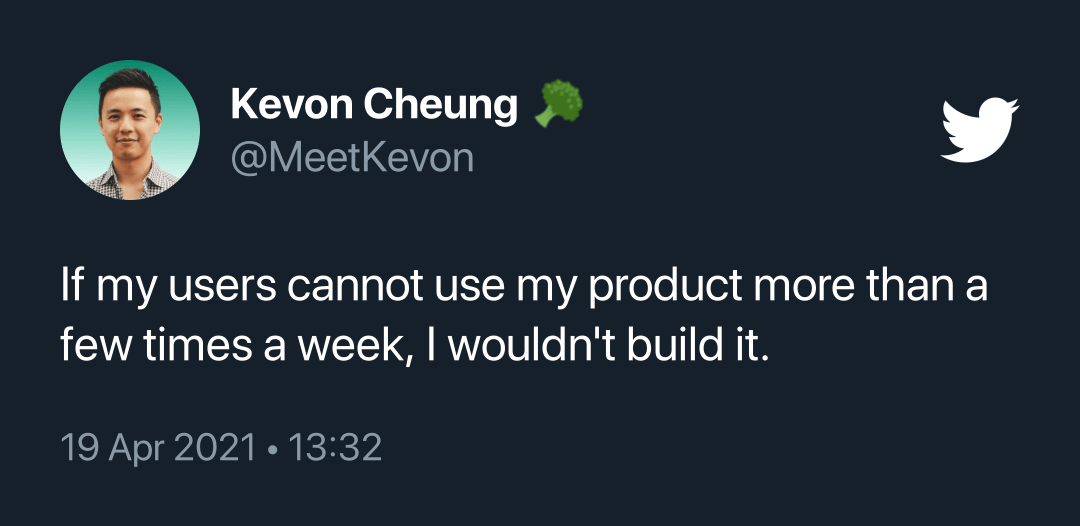 Kevon Cheung 🥦
@MeetKevon
If my users cannot use my product more than a
few times a week, I wouldn't build it.
19 Apr 2021 • 13:32